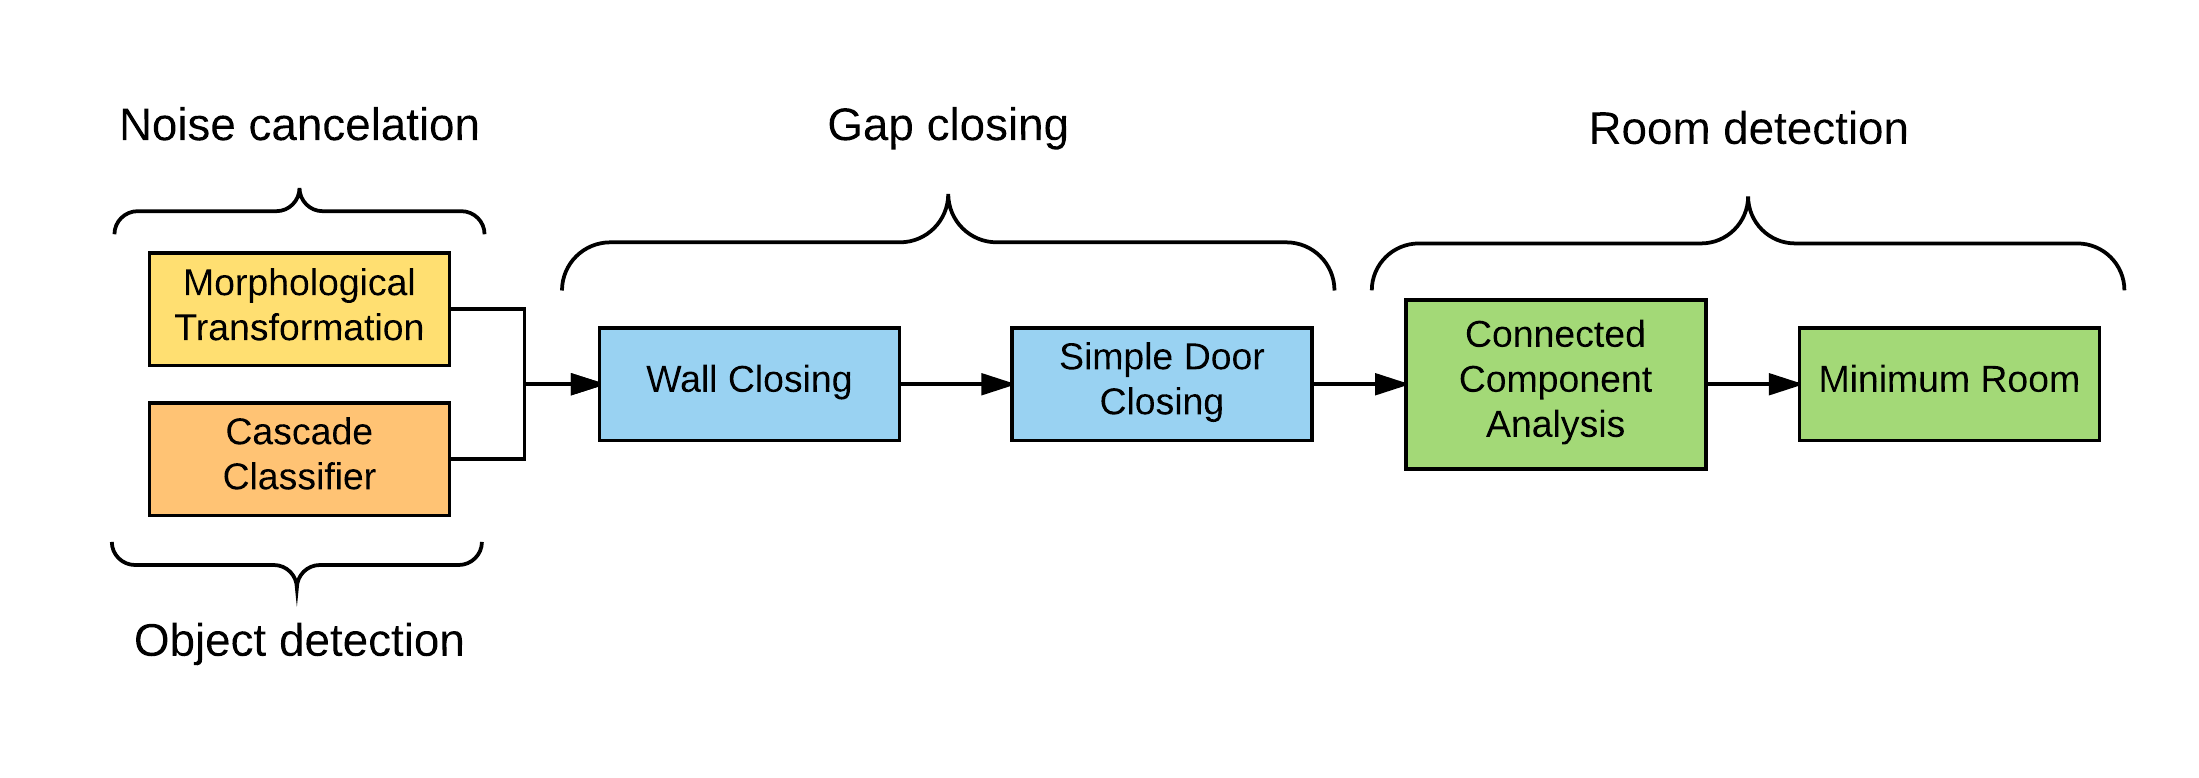 Noise cancelation
Gap closing
Room detection
Morphological
Transformation
Cascade
Classifier
Wall Closing
Simple Door
Closing
Connected
Component
Analysis
Minimum Room
Object detection